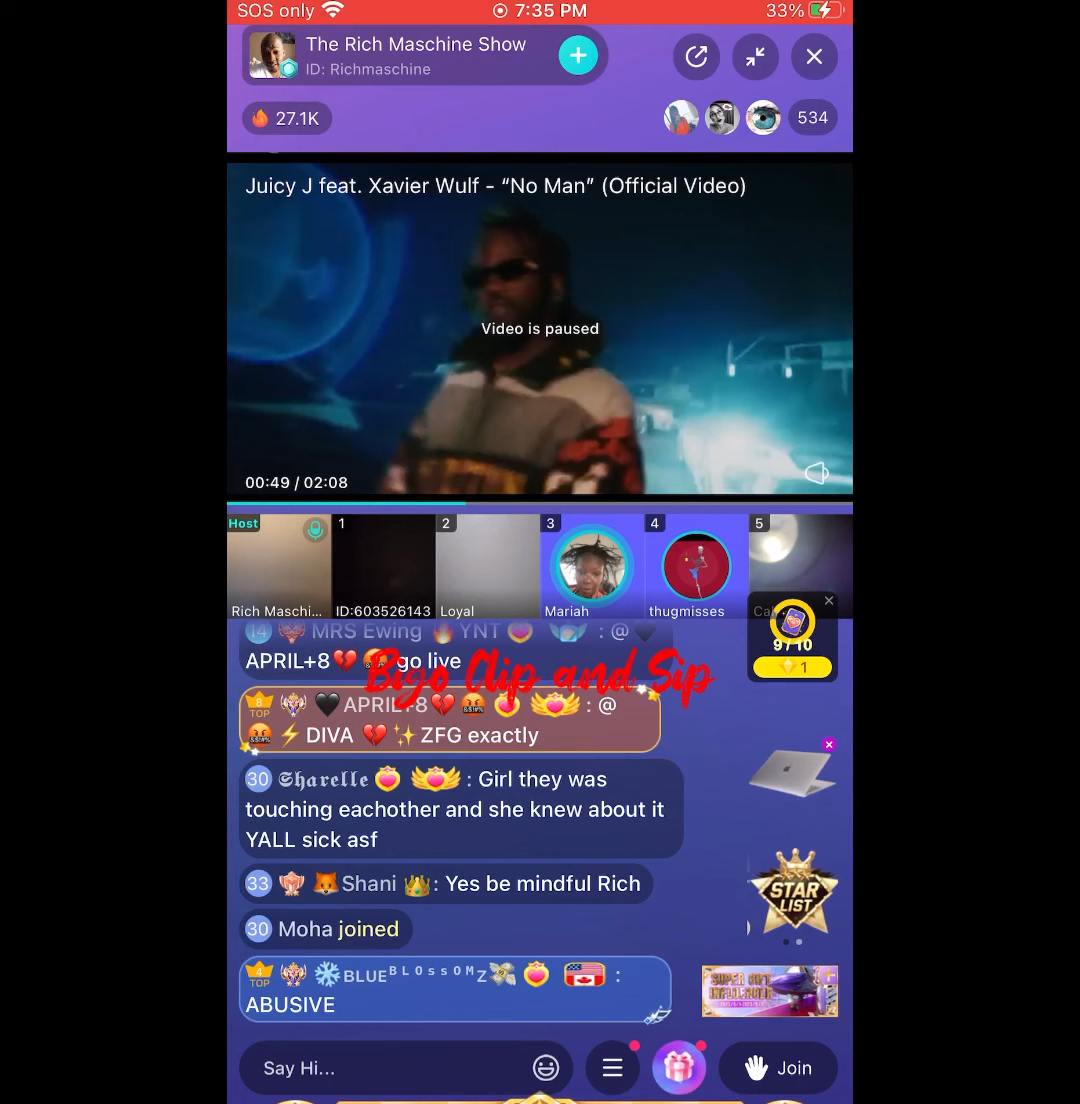 SOS only 7:35 PM 33%
The Rich Maschine Show
ID: Richmaschine
27.1K 534
Juicy J feat. Xavier Wulf - “No Man” (Official Video)
Video is paused
00:49 / 02:08
Host 1 2 3 4 5
Rich Maschi... ID:603526143 Loyal Mariah thugmisses
9/10
1
14 MRS Ewing YNT : @
APRIL+8 go live
Bigo Clip and Sip
8 TOP APRIL+8 : @
DIVA ZFG exactly
30 𝕾𝖍𝖆𝖗𝖊𝖑𝖑𝖊 : Girl they was
touching eachother and she knew about it
YALL sick asf
33 Shani : Yes be mindful Rich
30 Moha joined
STAR
LIST
4 TOP ʙʟᴜᴇᴮᴸᴼˢˢᴼᴹᴢ :
ABUSIVE
SUPER GIFT
INFLUENCER
Say Hi... Join